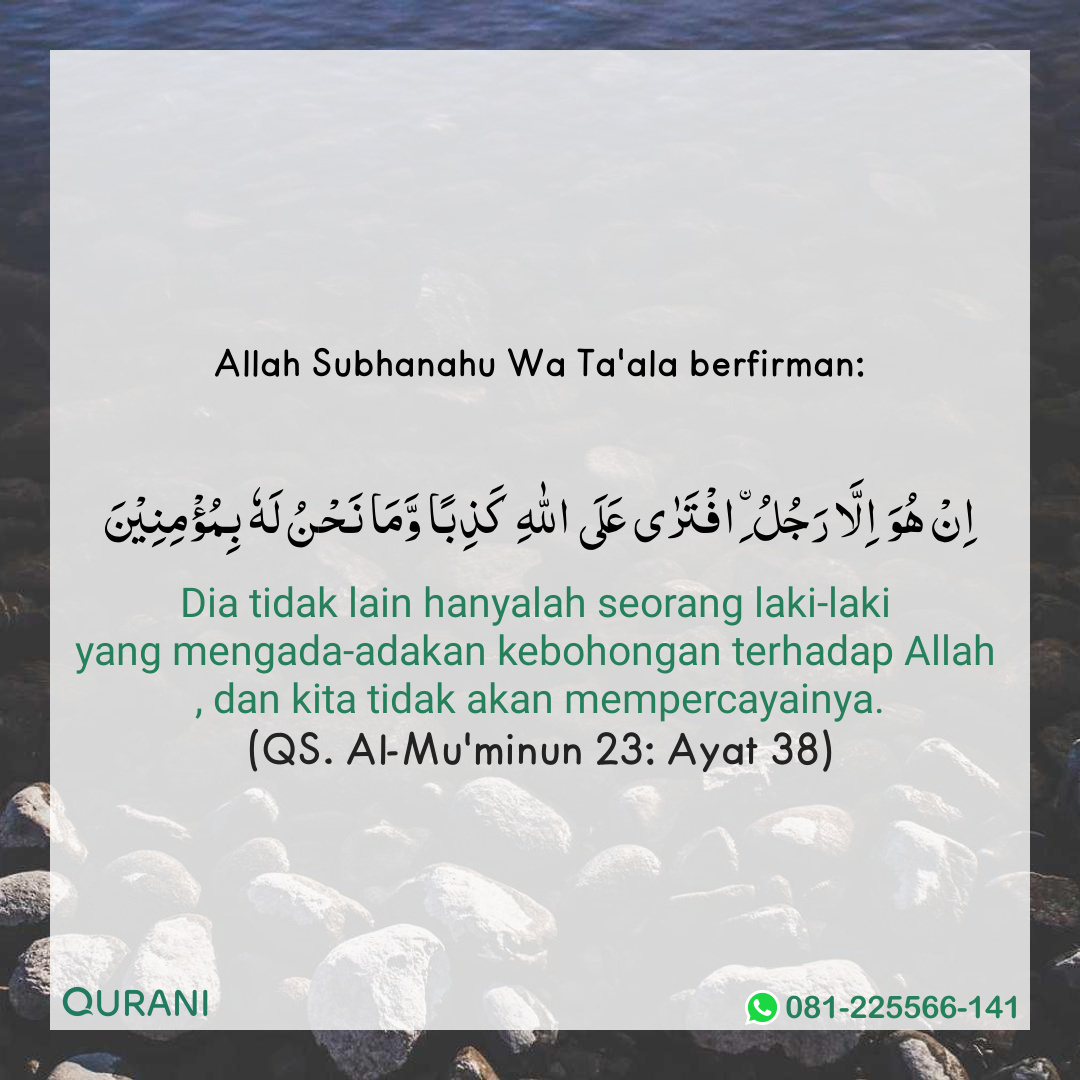 Allah Subhanahu Wa Ta'ala berfirman:
اِنْ هُوَ اِلَّا رَجُلُ ۨافْتَرٰى عَلَى اللّٰهِ كَذِبًا وَّمَا نَحْنُ لَهٗ بِمُؤْمِنِيْنَ
Dia tidak lain hanyalah seorang laki-laki
yang mengada-adakan kebohongan terhadap Allah
, dan kita tidak akan mempercayainya.
(QS. Al-Mu'minun 23: Ayat 38)
QURANI
081-225566-141